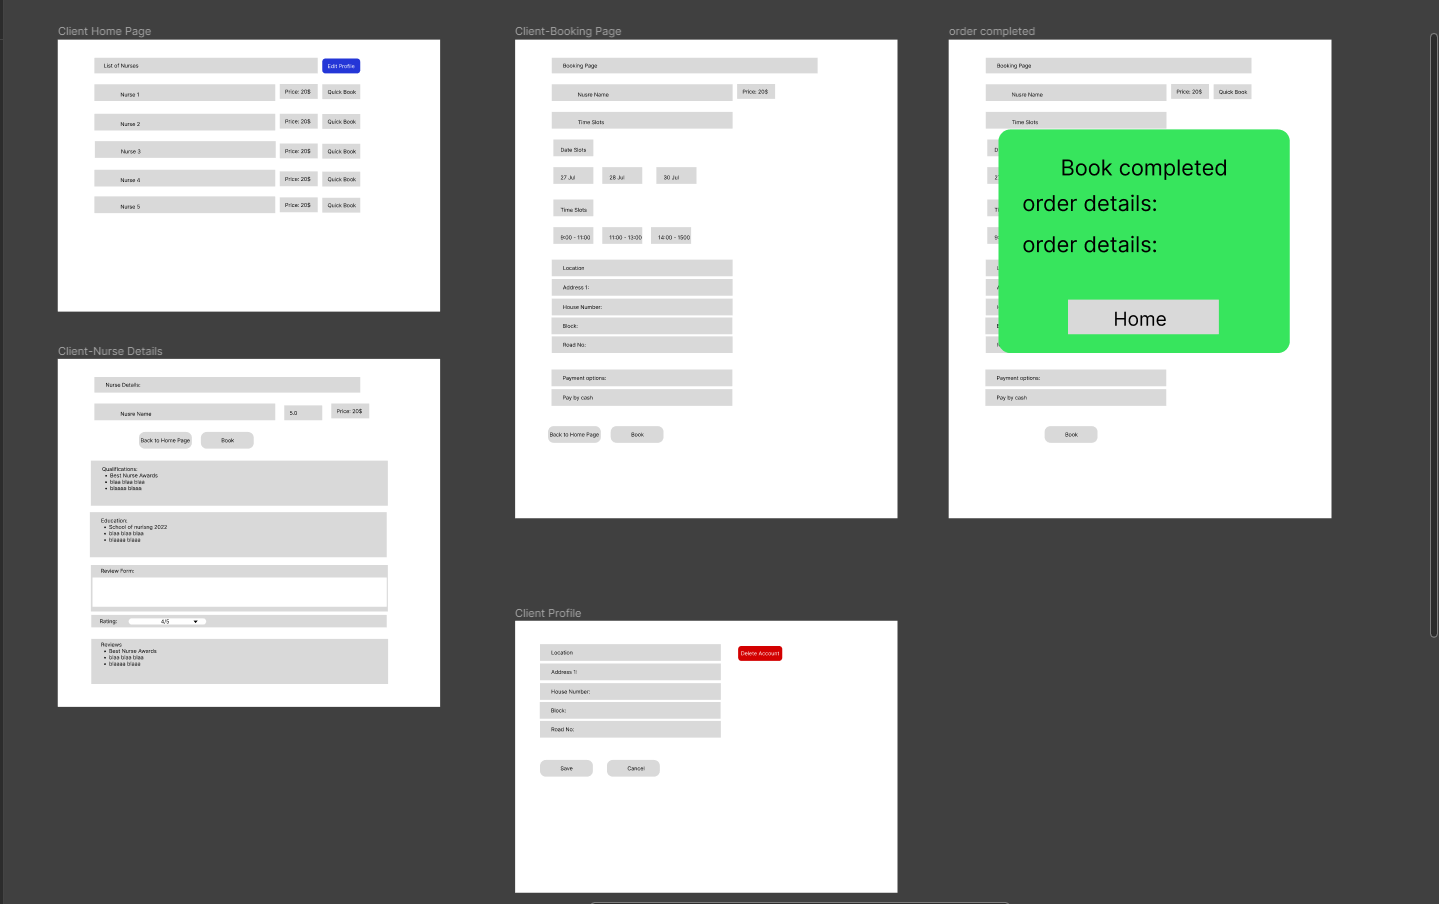 Client Home Page
List of Nurses
Edit Profile
Nurse 1
Price: 20$
Quick Book
Nurse 2
Price: 20$
Quick Book
Nurse 3
Price: 20$
Quick Book
Nurse 4
Price: 20$
Quick Book
Nurse 5
Price: 20$
Quick Book
Client-Nurse Details
Nurse Details:
Nusre Name
5.0
Price: 20$
Back to Home Page
Book
Qualifications:
• Best Nurse Awards
• blaa blaa blaa
• blaaaa blaaa
Education:
• School of nurisng 2022
• blaa blaa blaa
• blaaaa blaaa
Review Form:
Rating:
4/5
Reviews
• Best Nurse Awards
• blaa blaa blaa
• blaaaa blaaa
Client-Booking Page
Booking Page
Nusre Name
Price: 20$
Time Slots
Date Slots
27 Jul
28 Jul
30 Jul
Time Slots
9:00 - 11:00
11:00 - 13:00
14:00 - 1500
Location
Address 1:
House Number:
Block:
Road No:
Payment options:
Pay by cash
Back to Home Page
Book
order completed
Booking Page
Nusre Name
Price: 20$
Quick Book
Time Slots
Book completed
order details:
order details:
Home
Payment options:
Pay by cash
Book
Client Profile
Location
Delete Account
Address 1:
House Number:
Block:
Road No:
Save
Cancel